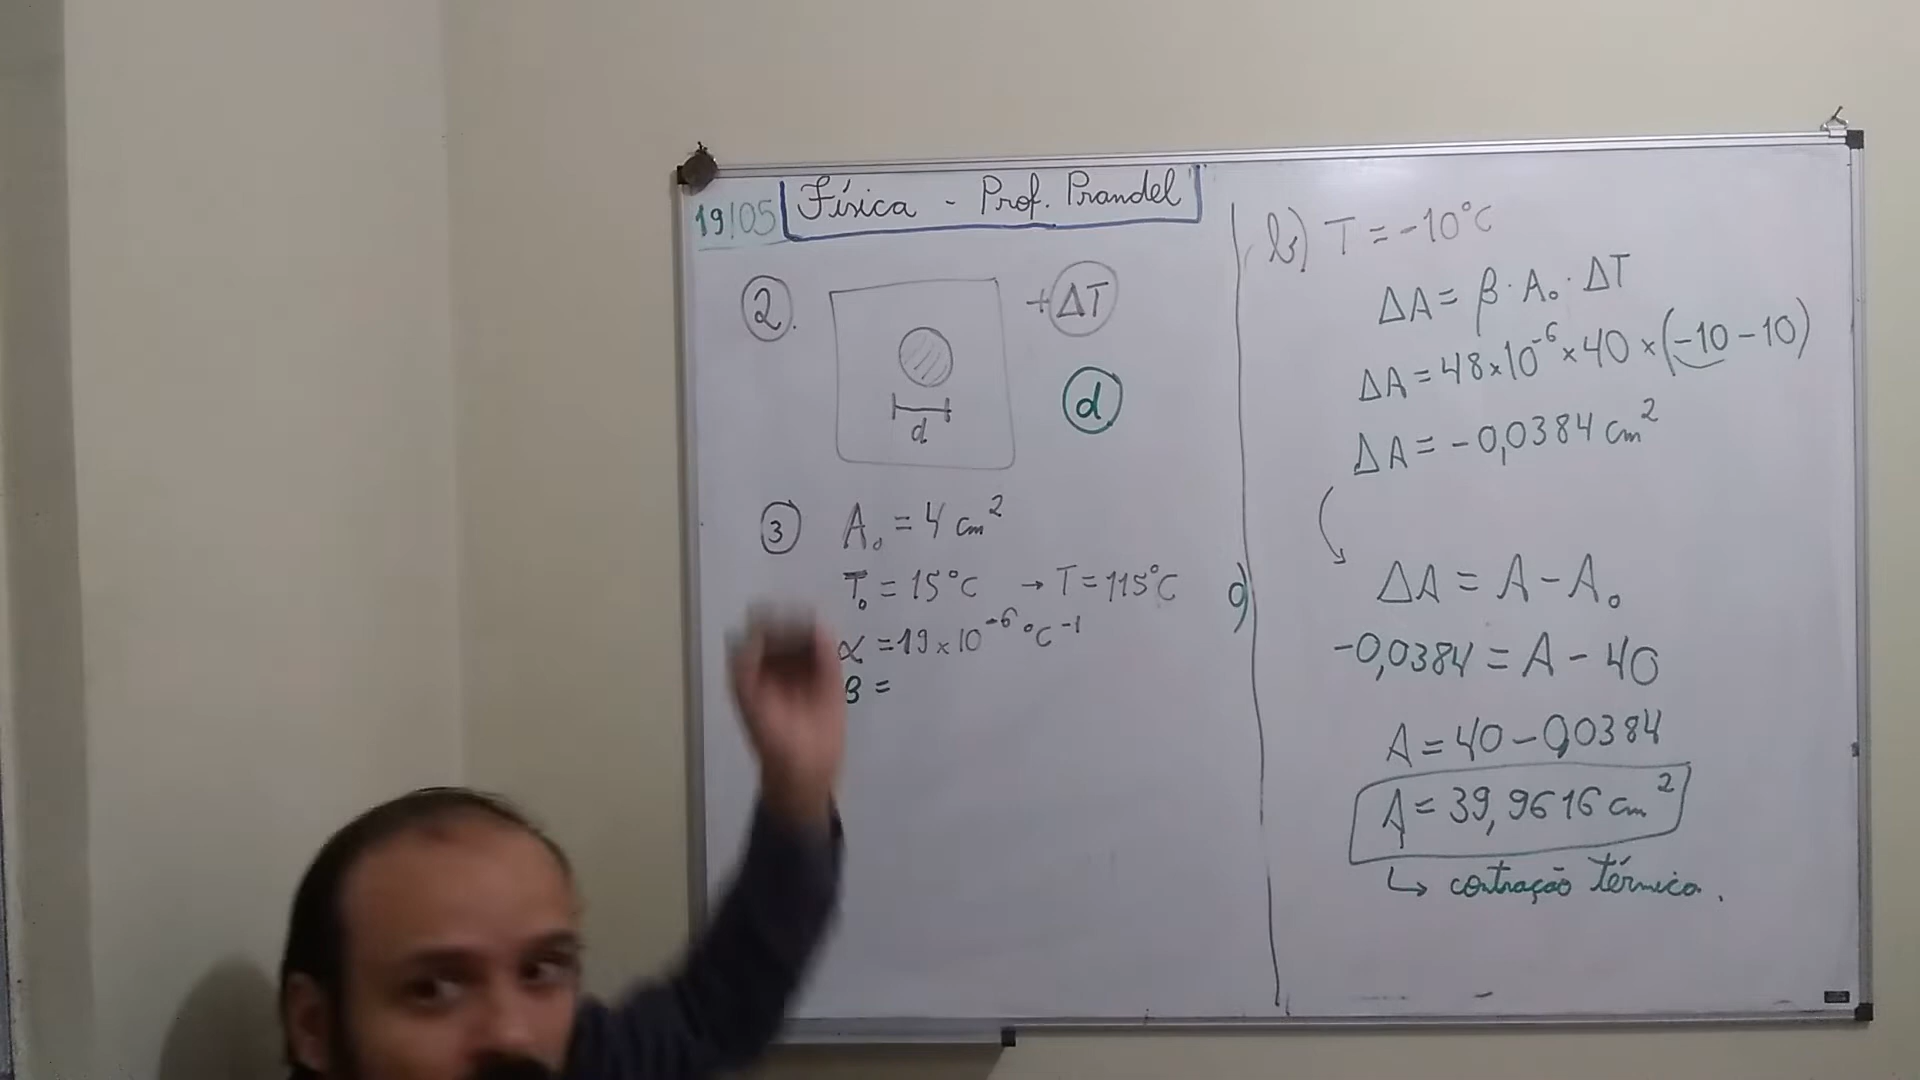 19/05 Física - Prof. Prandel
2. +ΔT
d
d
3 A₀ = 4 cm²
T₀ = 15°C → T = 115°C
α = 19 × 10⁻⁶ °C⁻¹
β =
b) T = -10°C
ΔA = β · A₀ · ΔT
ΔA = 48 × 10⁻⁶ × 40 × (-10 - 10)
ΔA = -0,0384 cm²
ΔA = A - A₀
-0,0384 = A - 40
A = 40 - 0,0384
A = 39,9616 cm²
↳ contração térmica.